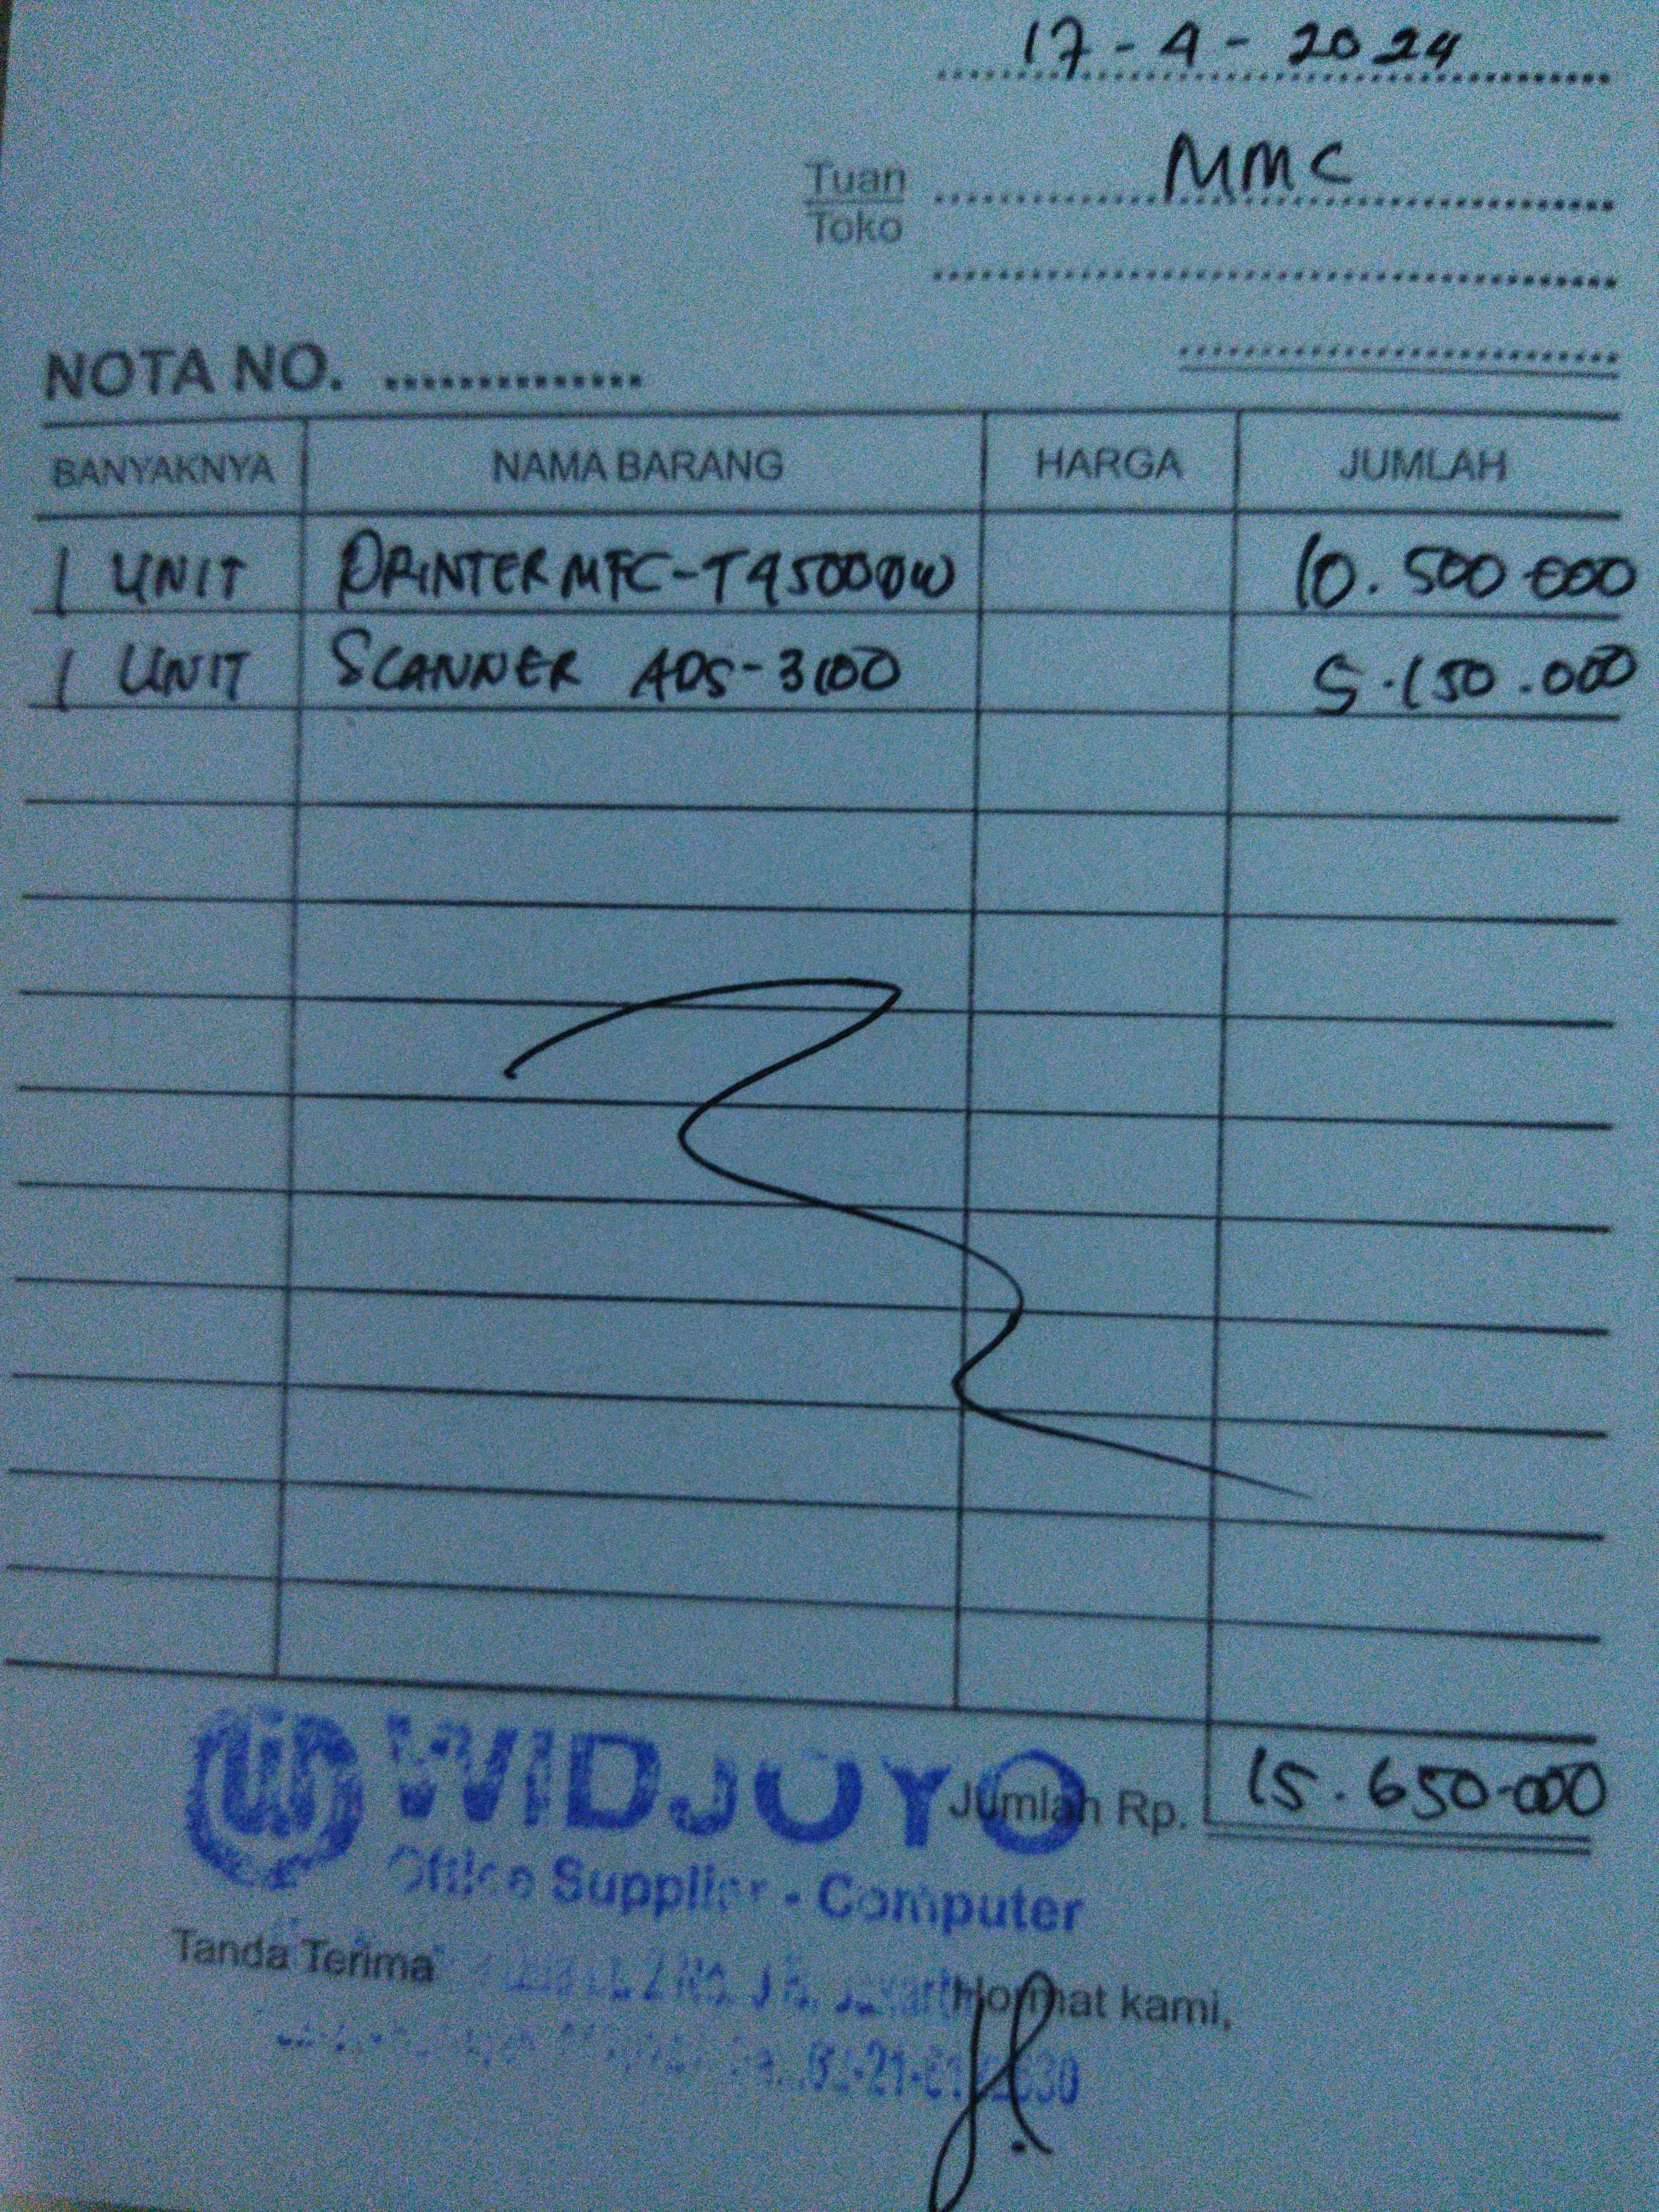 17-4-2024
Tuan MMC
Toko
NOTA NO. ..............
BANYAKNYA NAMA BARANG HARGA JUMLAH
1 UNIT PRINTER MFC-T4500DW 10.500.000
1 UNIT SCANNER ADS-3100 5.150.000
WIDJOYO
Jumlah Rp. 15.650.000
Office Supplier - Computer
Tanda Terima
Hormat kami,